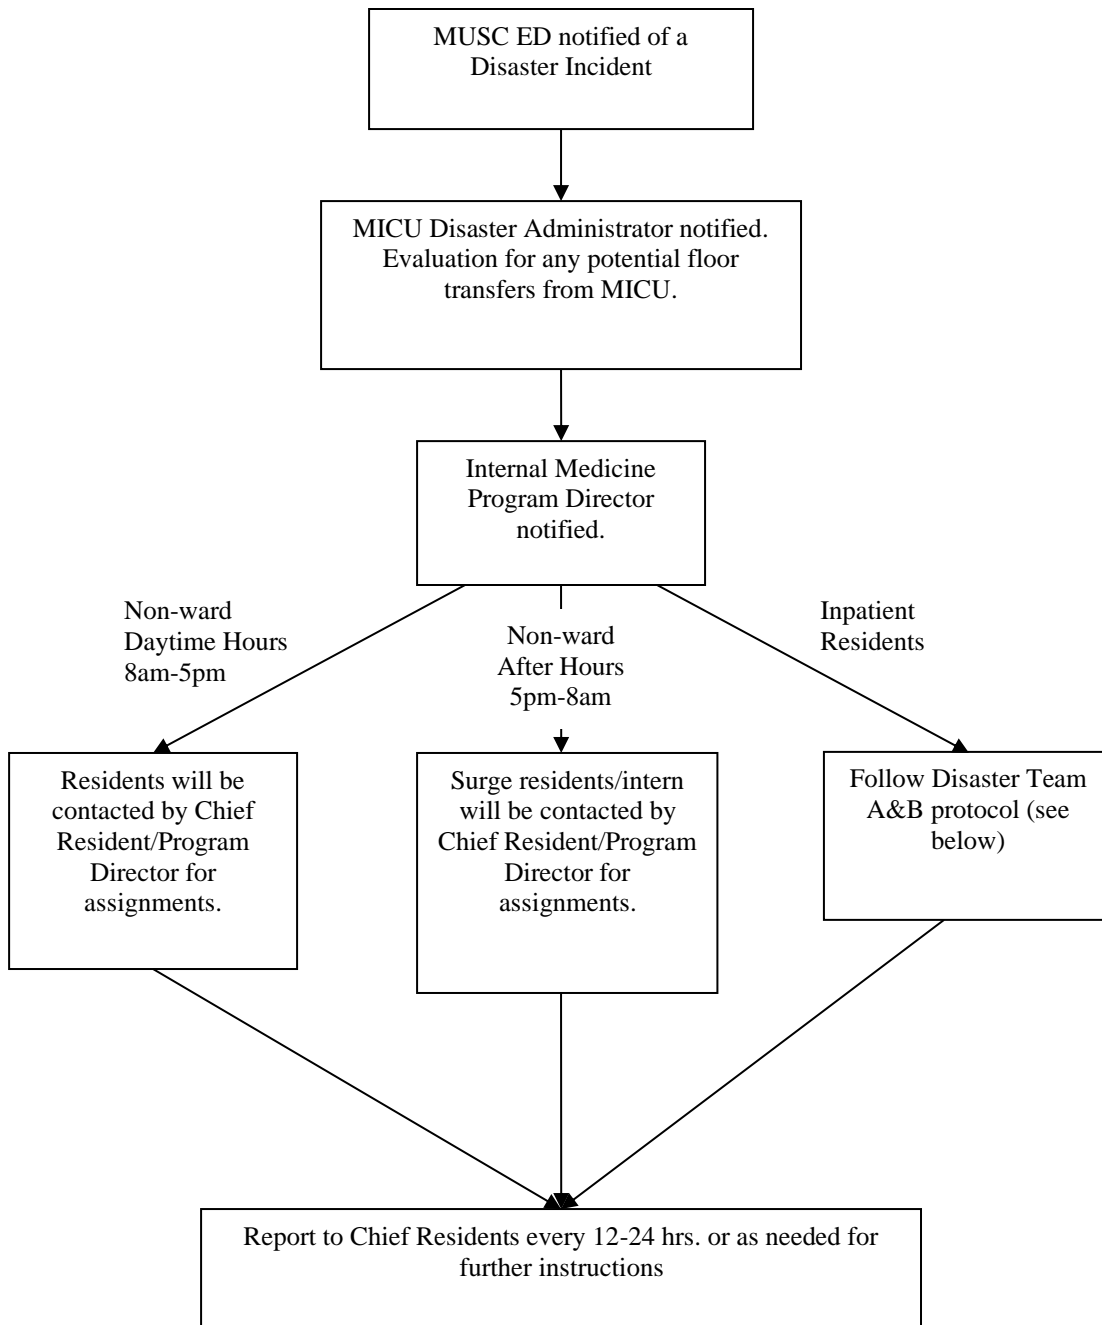 MUSC ED notified of a
Disaster Incident
MICU Disaster Administrator notified.
Evaluation for any potential floor
transfers from MICU.
Internal Medicine
Program Director
notified.
Non-ward
Daytime Hours
8am-5pm
Non-ward
After Hours
5pm-8am
Inpatient
Residents
Residents will be
contacted by Chief
Resident/Program
Director for
assignments.
Surge residents/intern
will be contacted by
Chief Resident/Program
Director for
assignments.
Follow Disaster Team
A&B protocol (see
below)
Report to Chief Residents every 12-24 hrs. or as needed for
further instructions